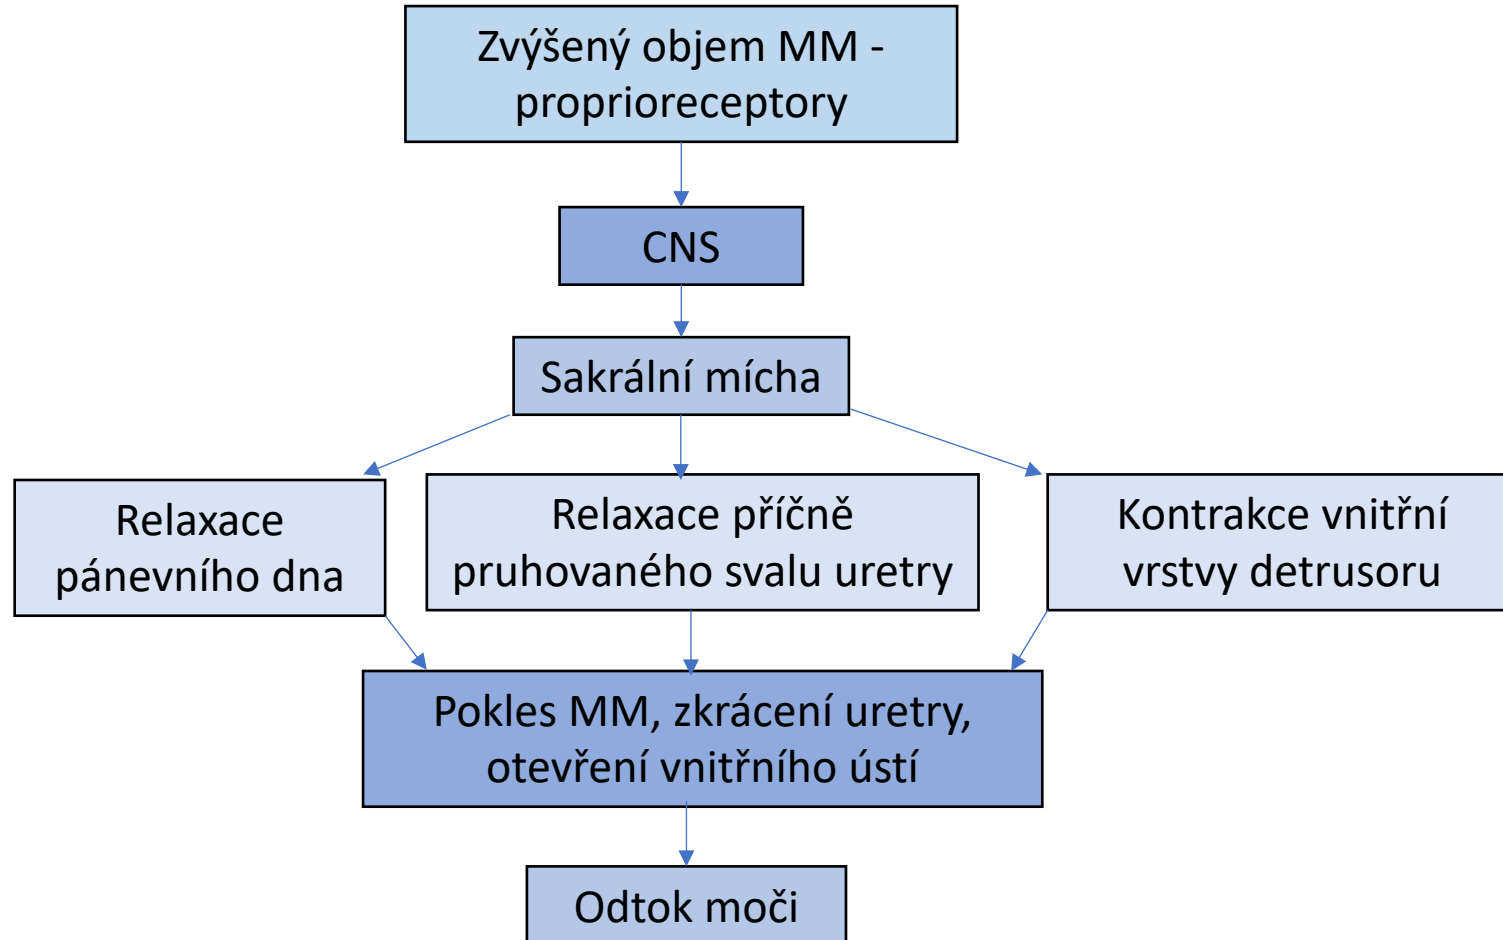 Zvýšený objem MM -
proprioreceptory
CNS
Sakrální mícha
Relaxace
pánevního dna
Relaxace příčně
pruhovaného svalu uretry
Kontrakce vnitřní
vrstvy detrusoru
Pokles MM, zkrácení uretry,
otevření vnitřního ústí
Odtok moči